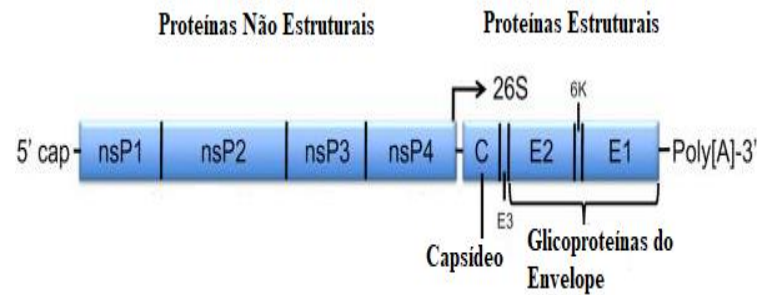 Proteínas Não Estruturais Proteínas Estruturais
26S 6K
5' cap nsP1 nsP2 nsP3 nsP4 C E2 E1 Poly[A]-3'
E3
Capsídeo Glicoproteínas do
Envelope